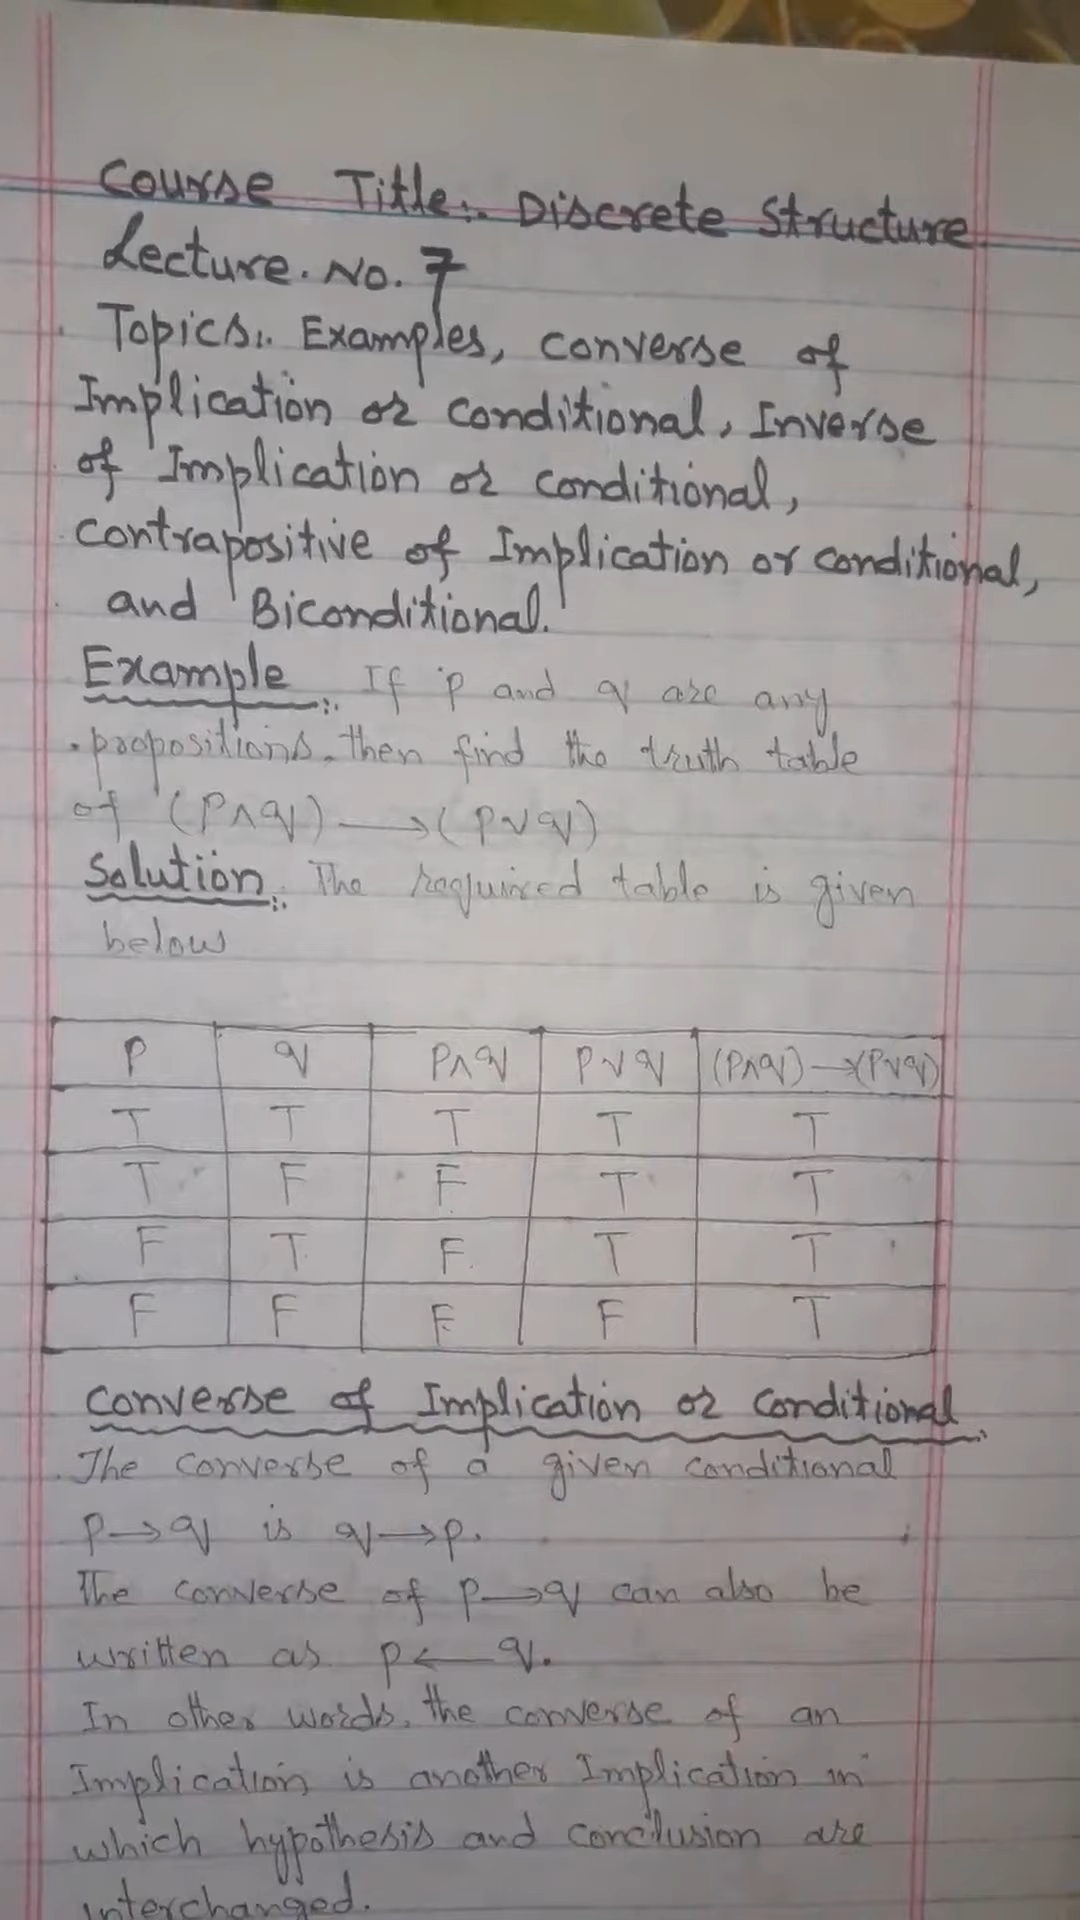 Course Title:. Discrete Structure
Lecture. No. 7
Topics:. Examples, converse of
Implication or conditional, Inverse
of Implication or conditional,
contrapositive of Implication or conditional,
and Biconditional.
Example:. If p and q are any
propositions, then find the truth table
of (p∧q)→(p∨q)
Solution:. The required table is given
below
P q P∧q P∨q (P∧q)→(P∨q)
T T T T T
T F F T T
F T F T T
F F F F T
Converse of Implication or Conditional:.
The converse of a given conditional
p→q is q→p.
The converse of p→q can also be
written as p← q.
In other words, the converse of an
Implication is another Implication in
which hypothesis and conclusion are
interchanged.